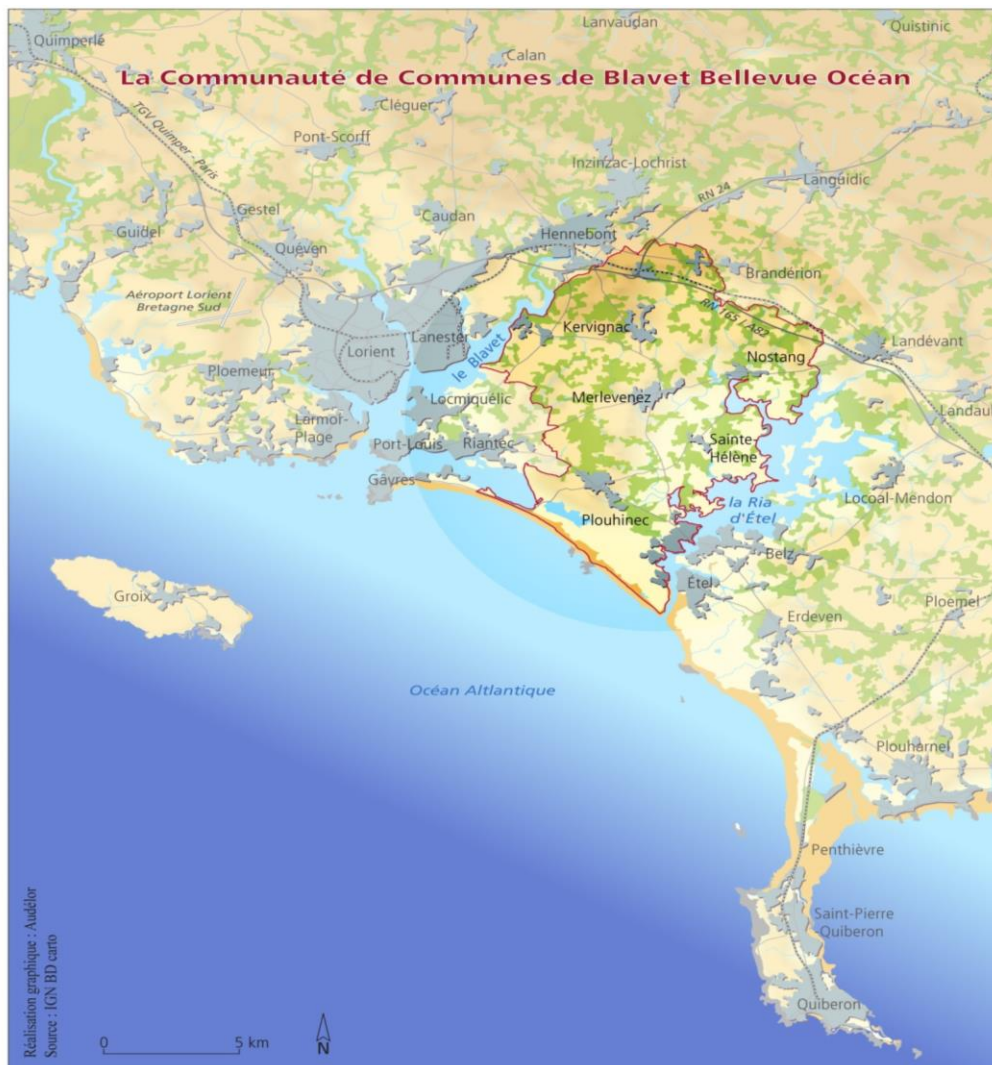 Lanvaudan
Quistinic
Quimperlé
Calan
La Communauté de Communes de Blavet Bellevue Océan
Cléguer
TGV Quimper - Paris
Pont-Scorff
Inzinzac-Lochrist
RN 24
Languidic
Gestel
Caudan
Guidel
Quéven
Hennebont
Brandérion
Aéroport Lorient
Bretagne Sud
RN 165 - A82
Kervignac
Lanester
Landévant
Lorient
le Blavet
Nostang
Ploemeur
Merlevenez
Locmiquélic
Landaul
Larmor-
Plage
Port-Louis
Riantec
Sainte-
Hélène
Gâvres
la Ria
d'Étel
Locoal-Mendon
Plouhinec
Belz
Étel
Groix
Ploemel
Erdeven
Océan Altlantique
Plouharnel
Penthièvre
Saint-Pierre
-Quiberon
Quiberon
Réalisation graphique : Audélor
Source : IGN BD carto
0 5 km
N